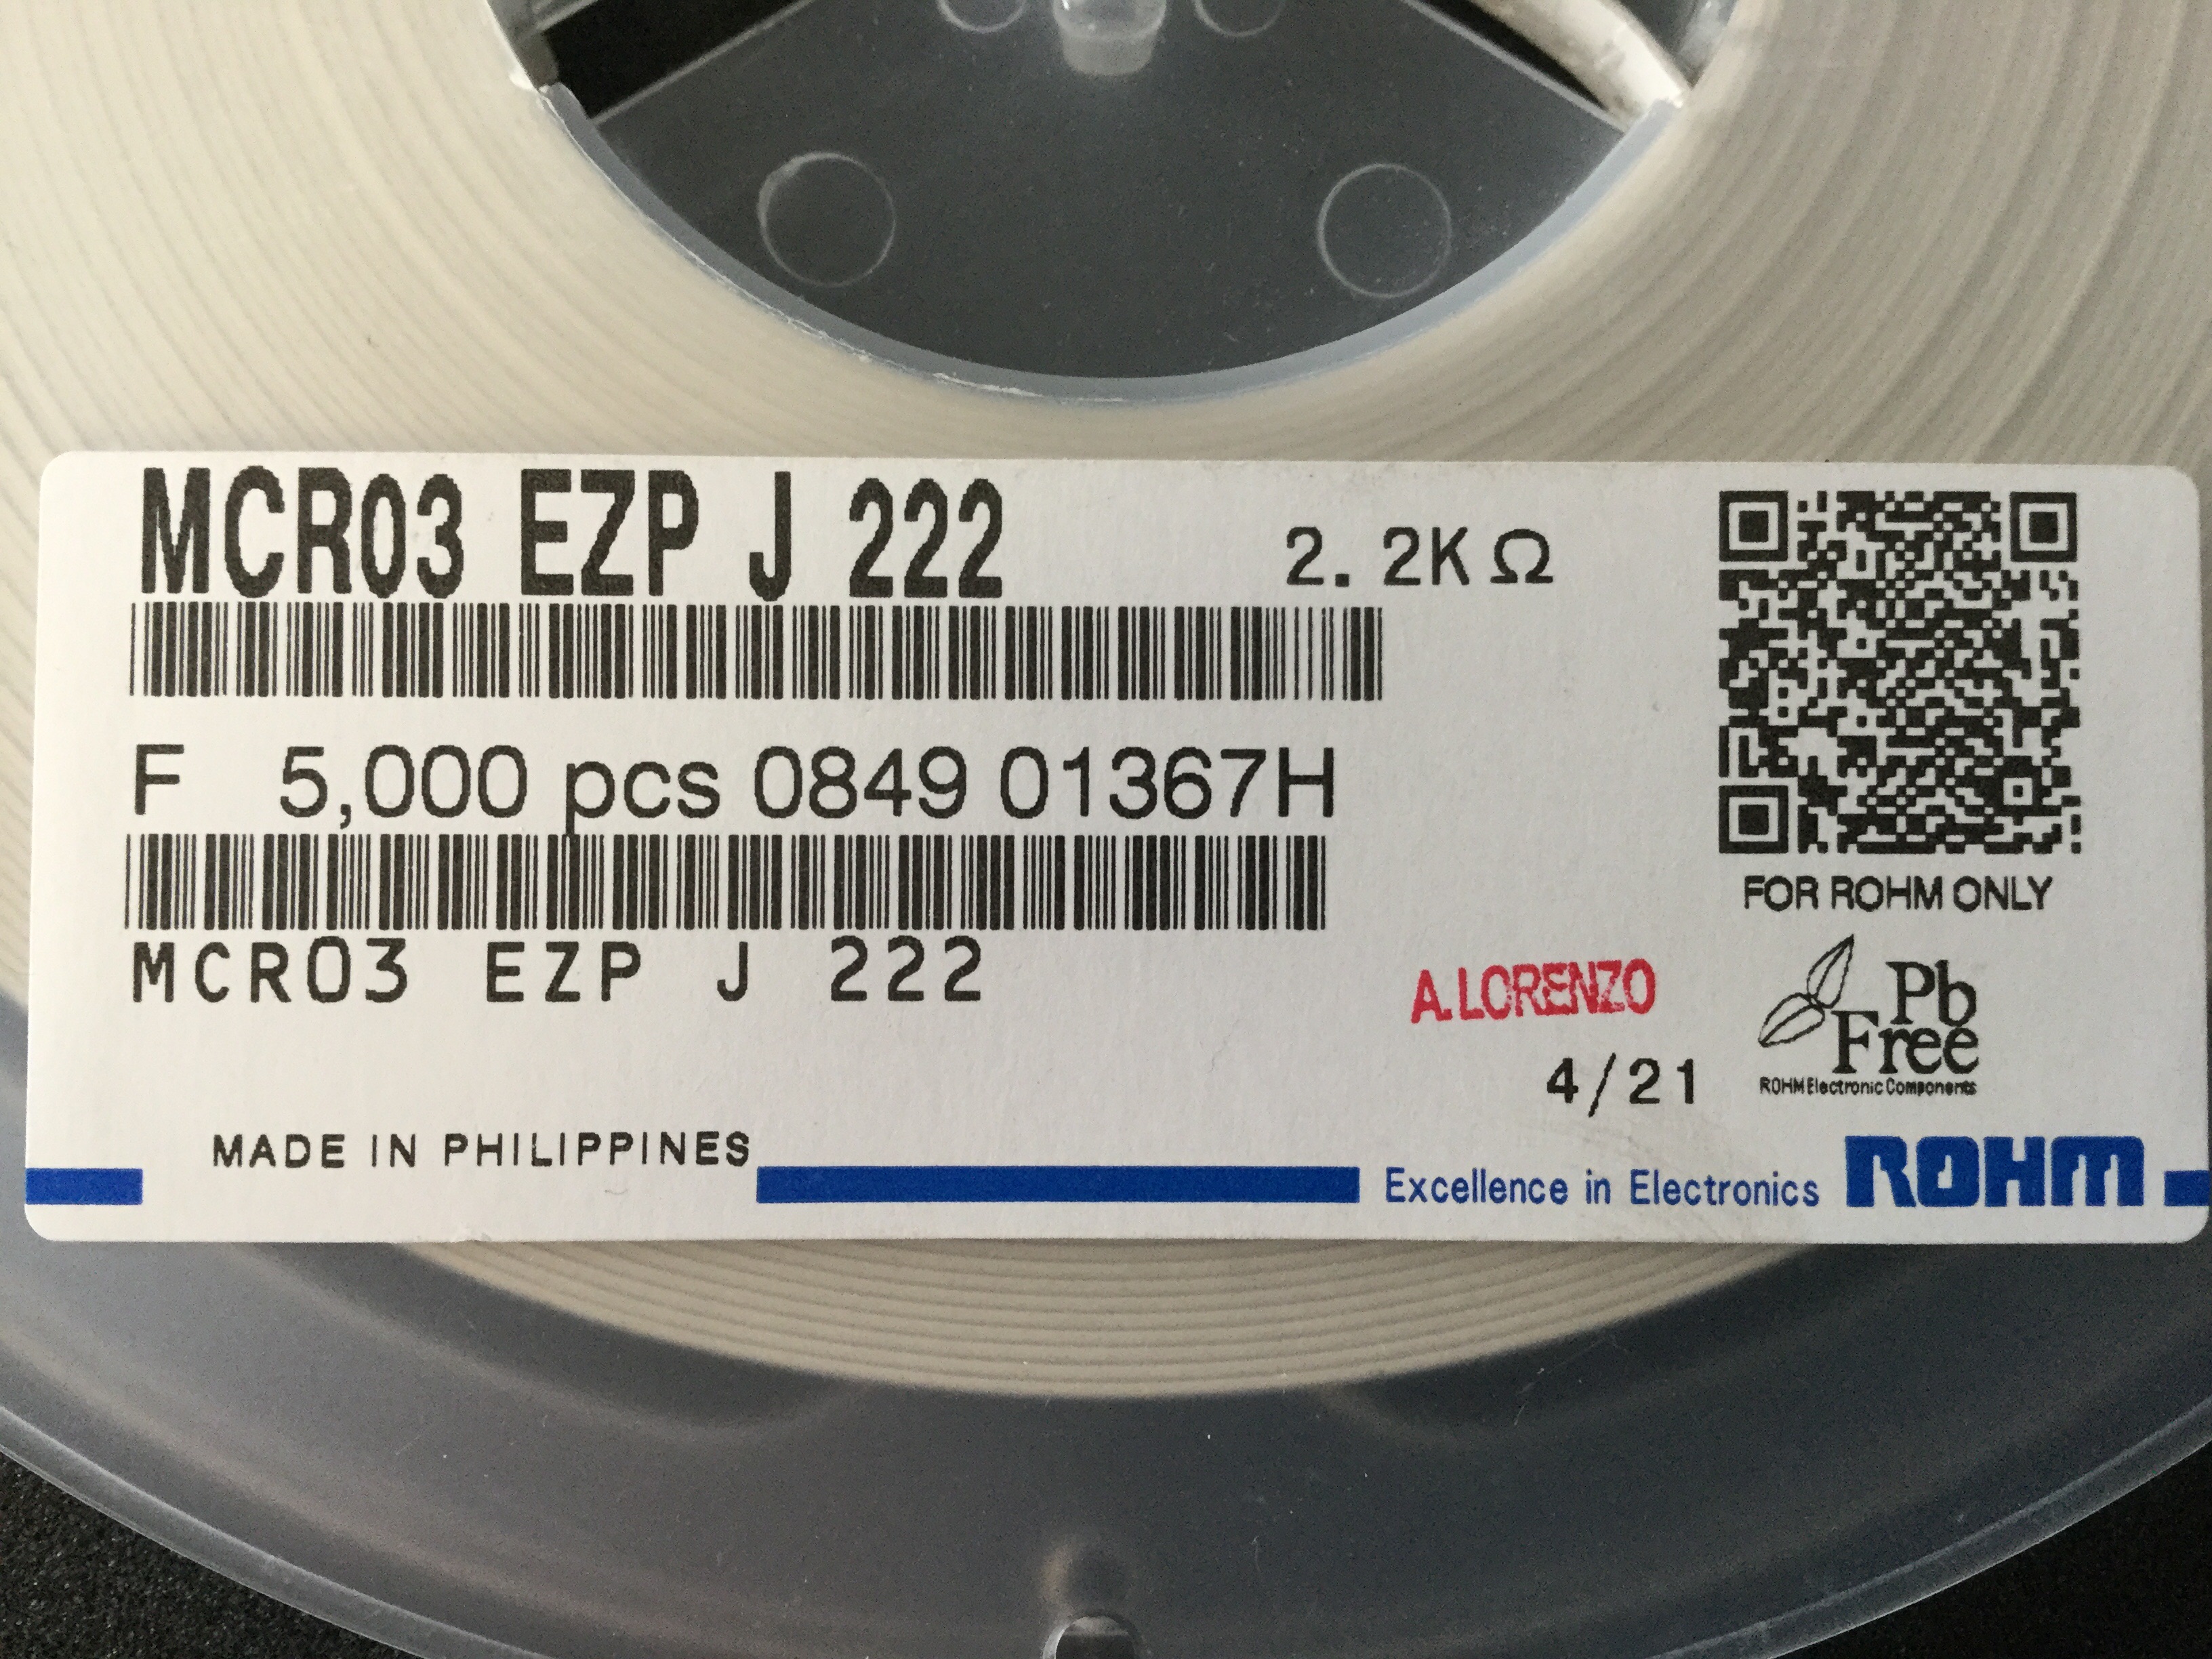 MCR03 EZP J 222 2.2KΩ
F 5,000 pcs 0849 01367H
MCR03 EZP J 222
FOR ROHM ONLY
A.LORENZO
Pb
Free
ROHM Electronic Components
4/21
MADE IN PHILIPPINES
Excellence in Electronics ROHM